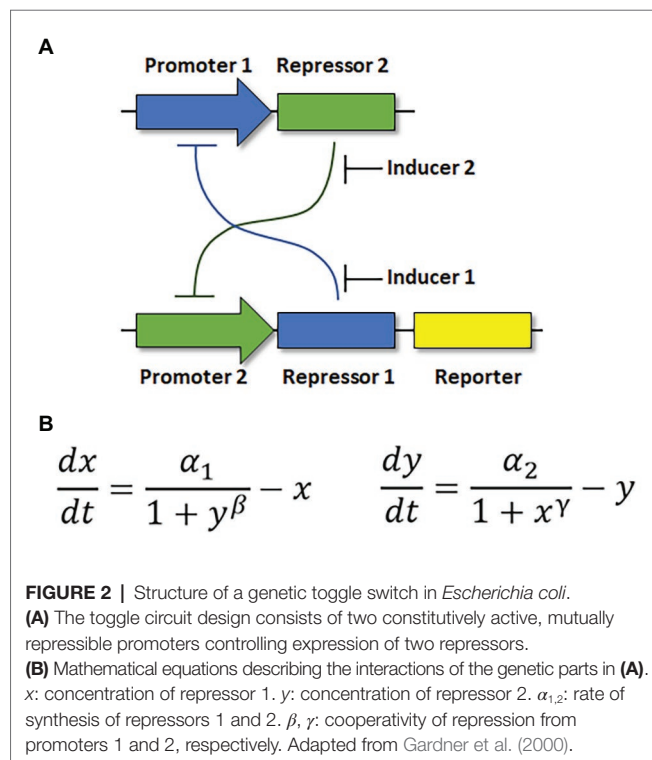 A
Promoter 1 Repressor 2
Inducer 2
Inducer 1
Promoter 2 Repressor 1 Reporter
B
dx/dt = α₁/(1 + y^β) − x    dy/dt = α₂/(1 + x^γ) − y
FIGURE 2 | Structure of a genetic toggle switch in Escherichia coli.
(A) The toggle circuit design consists of two constitutively active, mutually
repressible promoters controlling expression of two repressors.
(B) Mathematical equations describing the interactions of the genetic parts in (A).
x: concentration of repressor 1. y: concentration of repressor 2. α₁,₂: rate of
synthesis of repressors 1 and 2. β, γ: cooperativity of repression from
promoters 1 and 2, respectively. Adapted from Gardner et al. (2000).